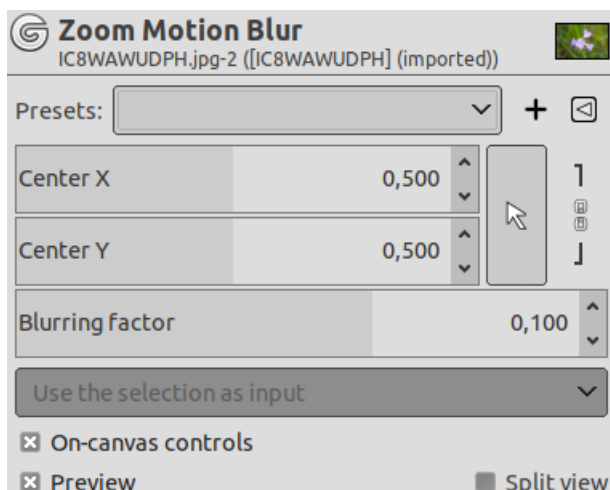 Zoom Motion Blur
IC8WAWUDPH.jpg-2 ([IC8WAWUDPH] (imported))
Presets:
Center X 0,500
Center Y 0,500
Blurring factor 0,100
Use the selection as input
On-canvas controls
Preview Split view